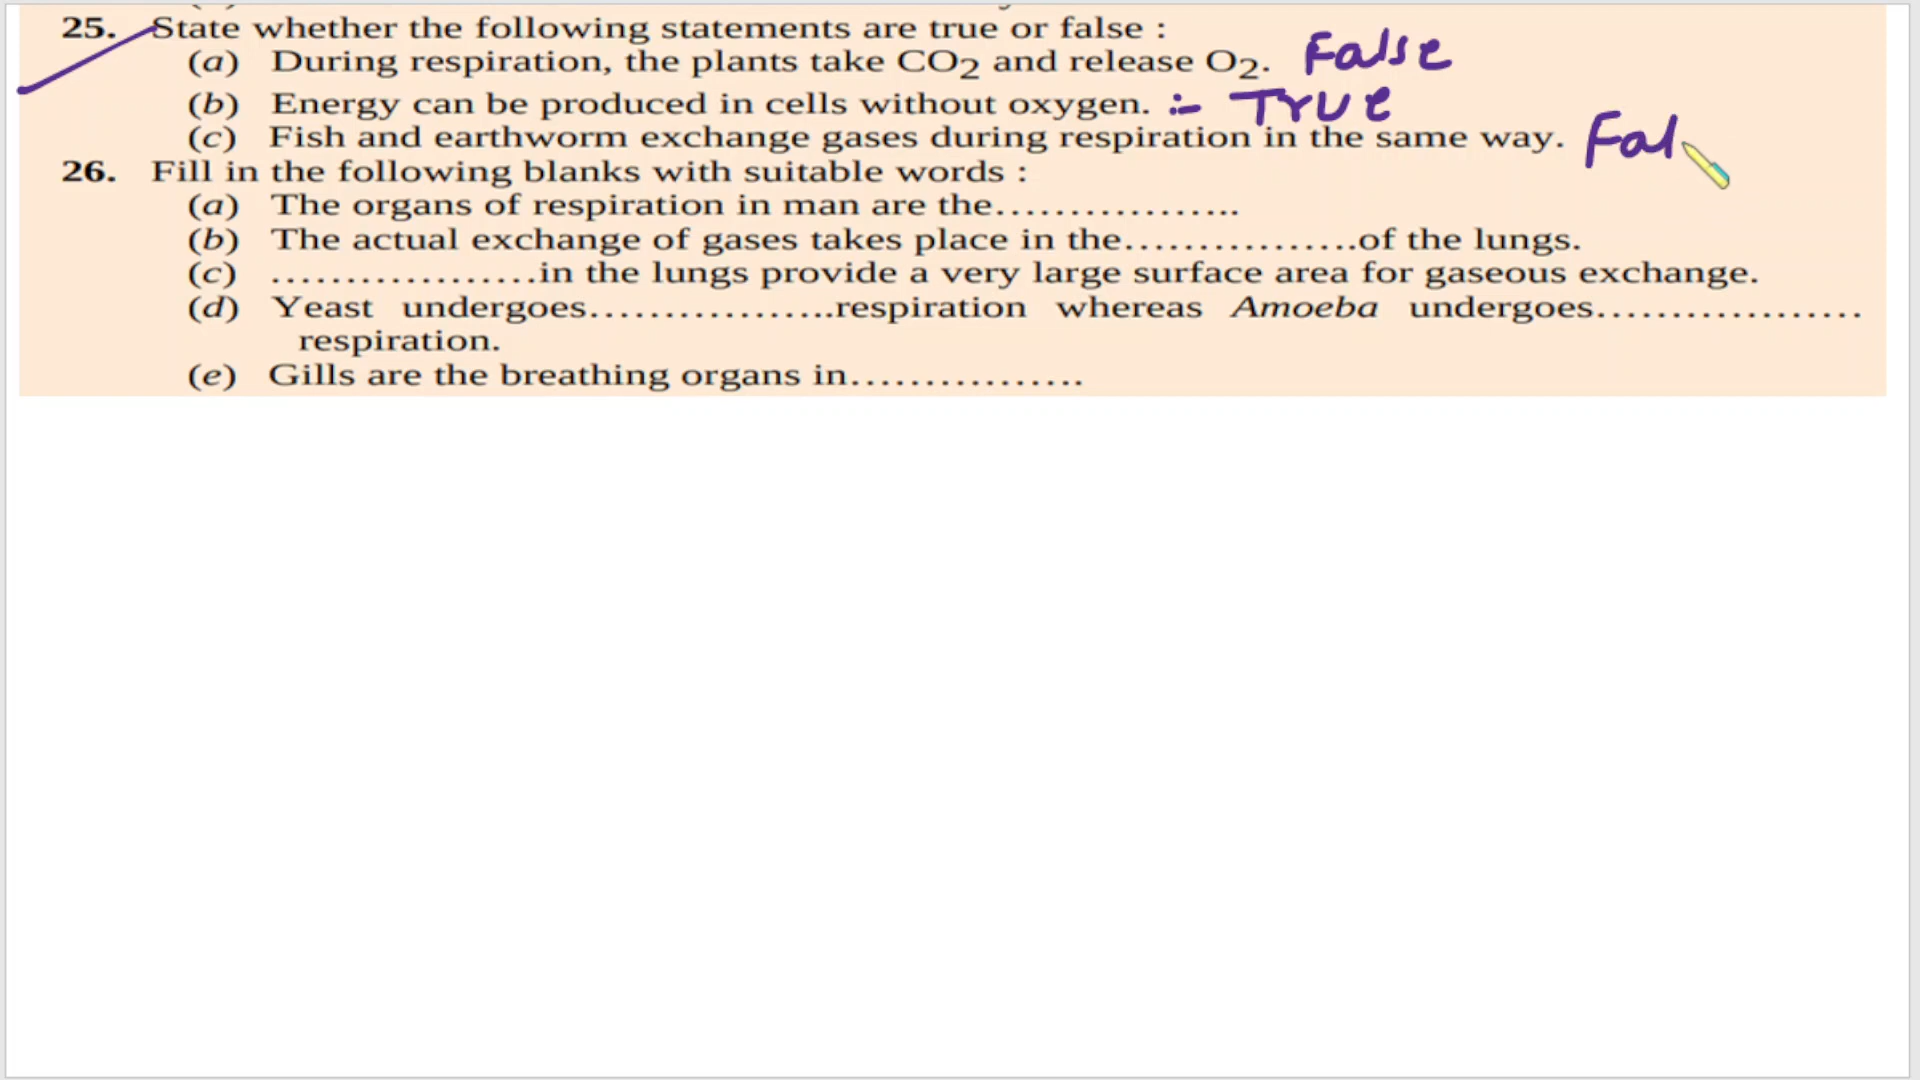 25. State whether the following statements are true or false :
(a) During respiration, the plants take CO2 and release O2. False
(b) Energy can be produced in cells without oxygen. :- True
(c) Fish and earthworm exchange gases during respiration in the same way. Fal
26. Fill in the following blanks with suitable words :
(a) The organs of respiration in man are the.................
(b) The actual exchange of gases takes place in the................of the lungs.
(c) ..................in the lungs provide a very large surface area for gaseous exchange.
(d) Yeast undergoes.................respiration whereas Amoeba undergoes..................
respiration.
(e) Gills are the breathing organs in................